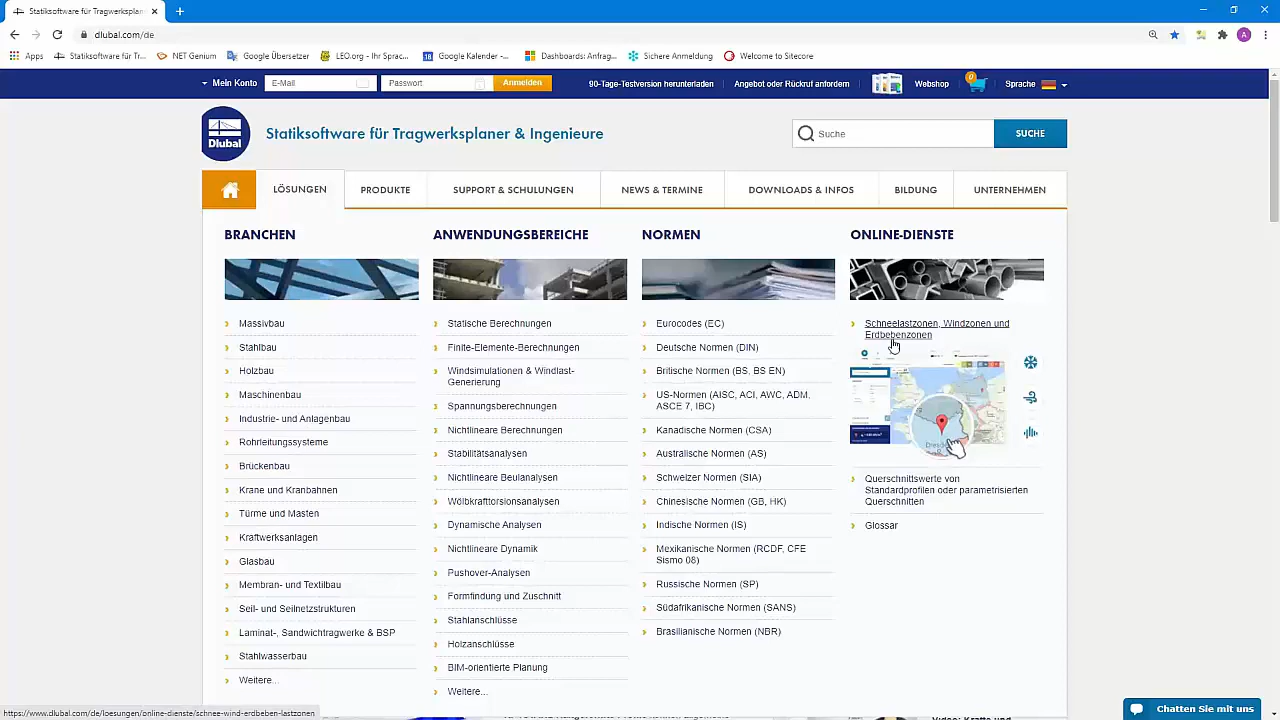 Statiksoftware für Tragwerksplaner
dlubal.com/de
Apps
Statiksoftware für Tr...
NET Genium
Google Übersetzer
LEO.org - Ihr Sprac...
Google Kalender -...
Dashboards: Anfrag...
Sichere Anmeldung
Welcome to Sitecore
Mein Konto
E-Mail
Passwort
Anmelden
90-Tage-Testversion herunterladen
Angebot oder Rückruf anfordern
Webshop
0
Sprache
Dlubal
Statiksoftware für Tragwerksplaner & Ingenieure
Suche
SUCHE
LÖSUNGEN
PRODUKTE
SUPPORT & SCHULUNGEN
NEWS & TERMINE
DOWNLOADS & INFOS
BILDUNG
UNTERNEHMEN
BRANCHEN
Massivbau
Stahlbau
Holzbau
Maschinenbau
Industrie- und Anlagenbau
Rohrleitungssysteme
Brückenbau
Krane und Kranbahnen
Türme und Masten
Kraftwerksanlagen
Glasbau
Membran- und Textilbau
Seil- und Seilnetzstrukturen
Laminat-, Sandwichtragwerke & BSP
Stahlwasserbau
Weitere...
ANWENDUNGSBEREICHE
Statische Berechnungen
Finite-Elemente-Berechnungen
Windsimulationen & Windlast-
Generierung
Spannungsberechnungen
Nichtlineare Berechnungen
Stabilitätsanalysen
Nichtlineare Beulanalysen
Wölbkrafttorsionsanalysen
Dynamische Analysen
Nichtlineare Dynamik
Pushover-Analysen
Formfindung und Zuschnitt
Stahlanschlüsse
Holzanschlüsse
BIM-orientierte Planung
Weitere...
NORMEN
Eurocodes (EC)
Deutsche Normen (DIN)
Britische Normen (BS, BS EN)
US-Normen (AISC, ACI, AWC, ADM,
ASCE 7, IBC)
Kanadische Normen (CSA)
Australische Normen (AS)
Schweizer Normen (SIA)
Chinesische Normen (GB, HK)
Indische Normen (IS)
Mexikanische Normen (RCDF, CFE
Sismo 08)
Russische Normen (SP)
Südafrikanische Normen (SANS)
Brasilianische Normen (NBR)
ONLINE-DIENSTE
Schneelastzonen, Windzonen und
Erdbebenzonen
Querschnittswerte von
Standardprofilen oder parametrisierten
Querschnitten
Glossar
https://www.dlubal.com/de/loesungen/online-dienste/schnee-wind-erdbeben-lastzonen
Video: Kräfte und
Chatten Sie mit uns